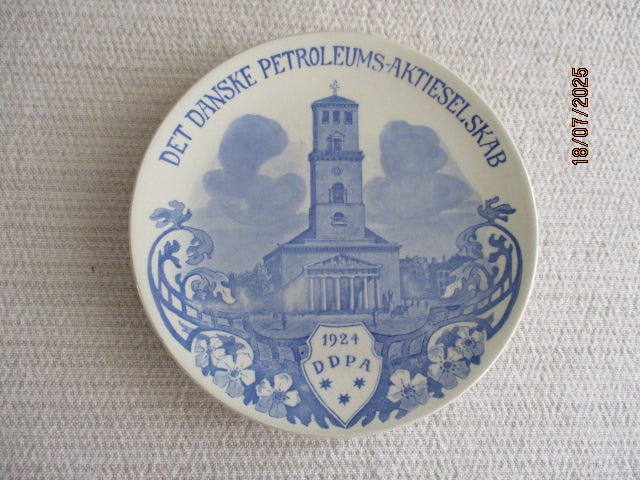 DET DANSKE PETROLEUMS-AKTIESELSKAB
1924
DDPA
18/07/2025